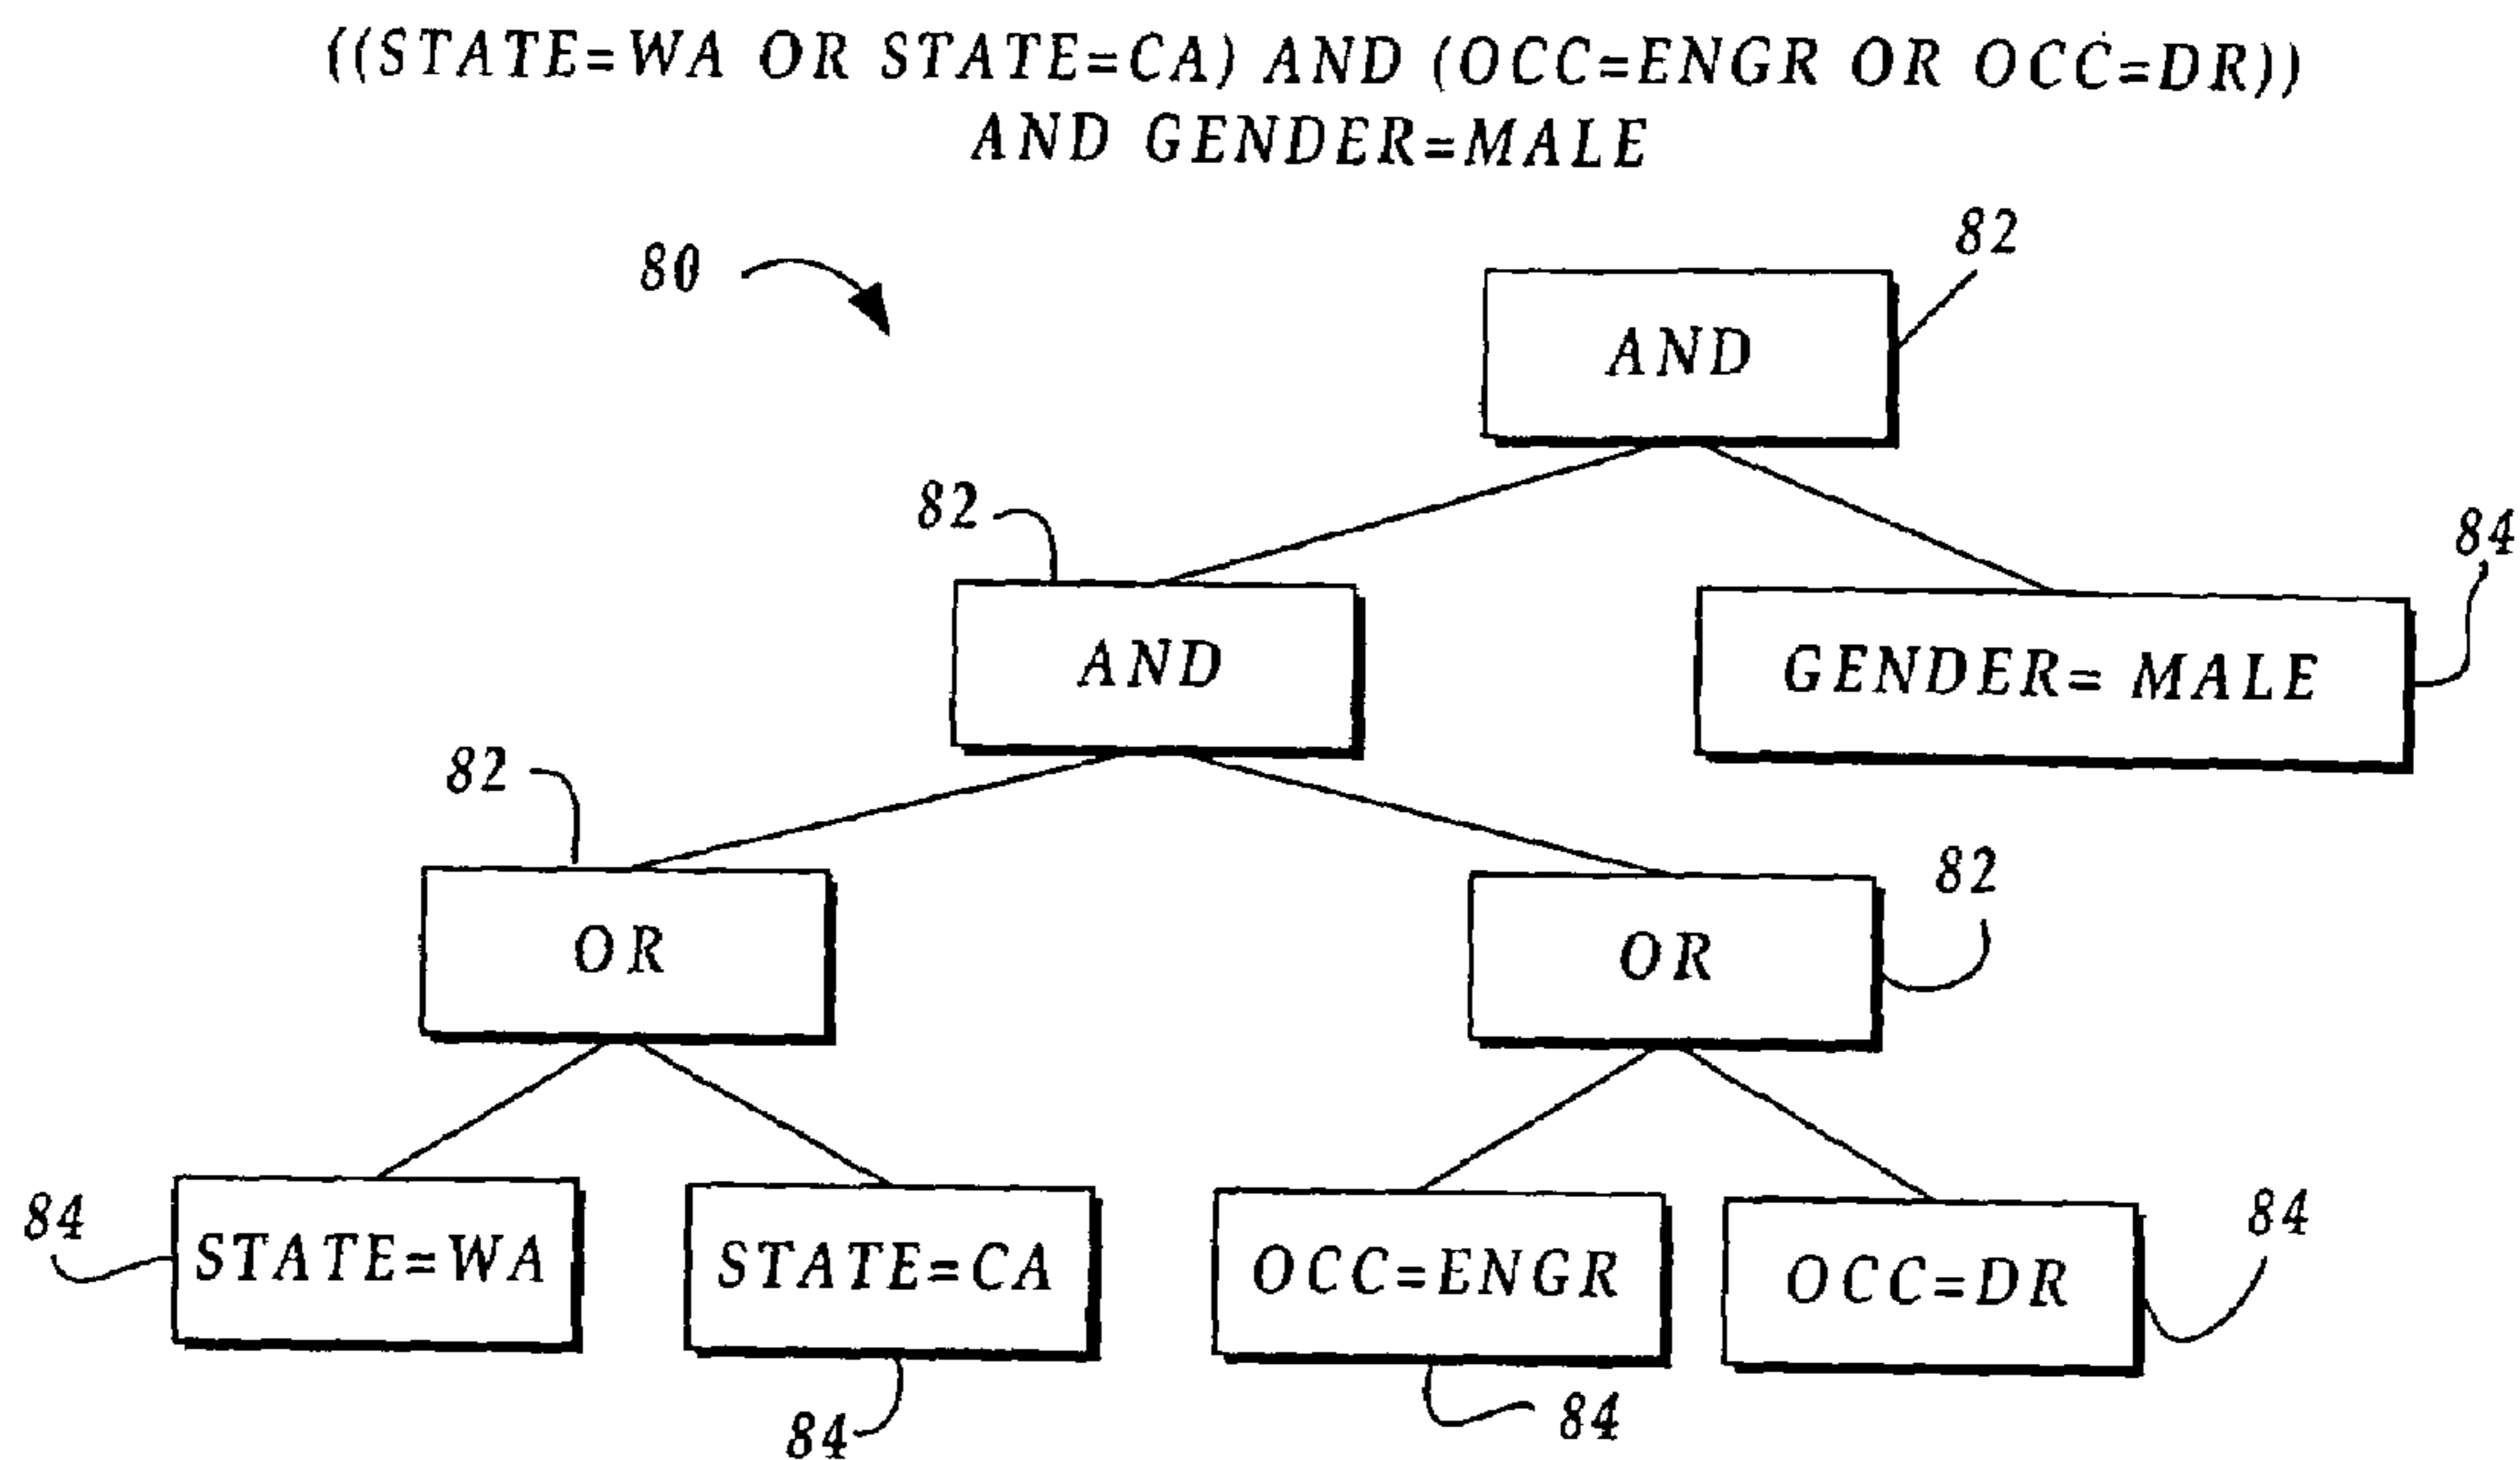 ((STATE=WA OR STATE=CA) AND (OCC=ENGR OR OCC=DR))
AND GENDER=MALE
82
80
AND
82
84
AND
GENDER= MALE
82
82
OR
OR
84
84
STATE=WA
STATE=CA
OCC=ENGR
OCC=DR
84
84